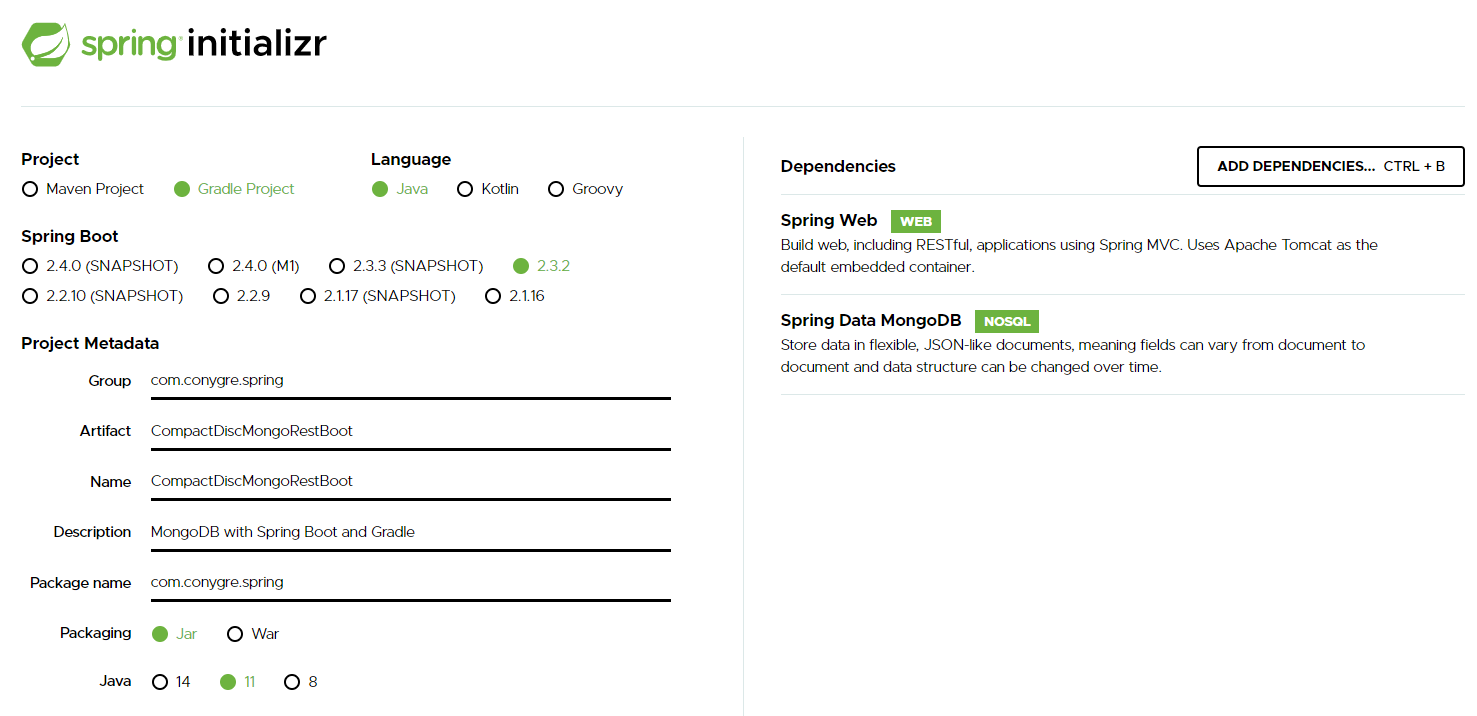 spring initializr
Project
Maven Project Gradle Project
Language
Java Kotlin Groovy
Spring Boot
2.4.0 (SNAPSHOT) 2.4.0 (M1) 2.3.3 (SNAPSHOT) 2.3.2
2.2.10 (SNAPSHOT) 2.2.9 2.1.17 (SNAPSHOT) 2.1.16
Project Metadata
Group com.conygre.spring
Artifact CompactDiscMongoRestBoot
Name CompactDiscMongoRestBoot
Description MongoDB with Spring Boot and Gradle
Package name com.conygre.spring
Packaging Jar War
Java 14 11 8
Dependencies
ADD DEPENDENCIES... CTRL + B
Spring Web WEB
Build web, including RESTful, applications using Spring MVC. Uses Apache Tomcat as the
default embedded container.
Spring Data MongoDB NOSQL
Store data in flexible, JSON-like documents, meaning fields can vary from document to
document and data structure can be changed over time.